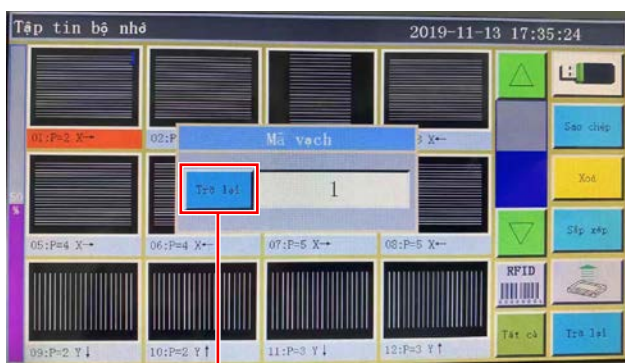 Tập tin bộ nhớ
2019-11-13 17:35:24
01:P=2 X→
02:P
3 X←
Sao chép
Mã vạch
Xoá
Trở lại
1
50
%
05:P=4 X→
06:P=4 X←
07:P=5 X→
08:P=5 X←
Sắp xếp
RFID
09:P=2 Y↓
10:P=2 Y↑
11:P=3 Y↓
12:P=3 Y↑
Tất cả
Trở lại